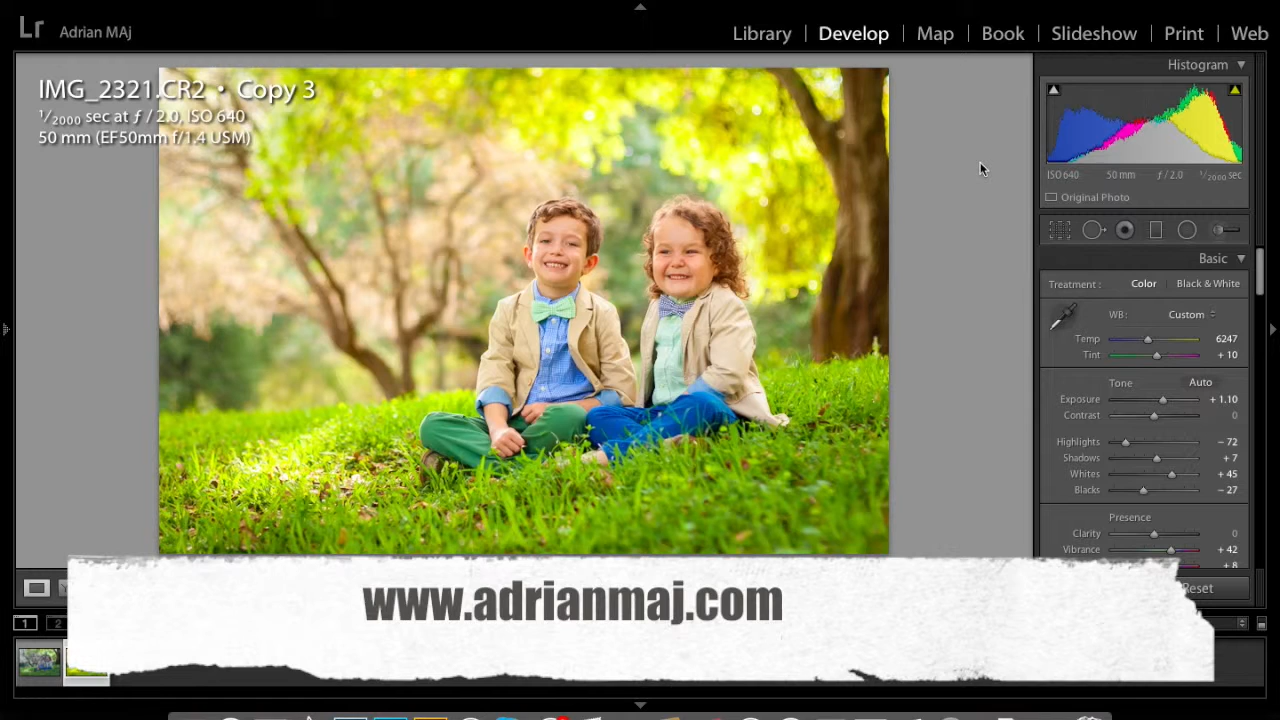 Lr Adrian MAj
Library | Develop | Map | Book | Slideshow | Print | Web
IMG_2321.CR2 • Copy 3
1/2000 sec at ƒ / 2.0, ISO 640
50 mm (EF50mm f/1.4 USM)
Histogram
ISO 640 50 mm ƒ / 2.0 1/2000 sec
Original Photo
Basic
Treatment : Color | Black & White
WB: Custom
Temp 6247
Tint + 10
Tone Auto
Exposure + 1.10
Contrast 0
Highlights − 72
Shadows + 7
Whites + 45
Blacks − 27
Presence
Clarity 0
Vibrance + 42
+ 8
Reset
www.adrianmaj.com
1 2